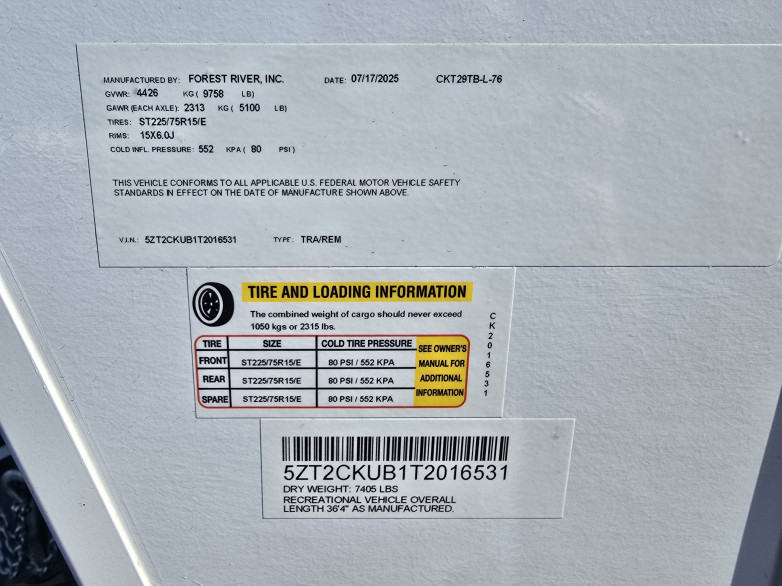 MANUFACTURED BY: FOREST RIVER, INC. DATE: 07/17/2025 CKT29TB-L-76
GVWR: 4426 KG ( 9758 LB)
GAWR (EACH AXLE): 2313 KG ( 5100 LB)
TIRES: ST225/75R15/E
RIMS: 15X6.0J
COLD INFL. PRESSURE: 552 KPA ( 80 PSI )
THIS VEHICLE CONFORMS TO ALL APPLICABLE U.S. FEDERAL MOTOR VEHICLE SAFETY
STANDARDS IN EFFECT ON THE DATE OF MANUFACTURE SHOWN ABOVE.
V.I.N.: 5ZT2CKUB1T2016531 TYPE: TRA/REM
TIRE AND LOADING INFORMATION
The combined weight of cargo should never exceed
1050 kgs or 2315 lbs.
TIRE SIZE COLD TIRE PRESSURE
FRONT ST225/75R15/E 80 PSI / 552 KPA
REAR ST225/75R15/E 80 PSI / 552 KPA
SPARE ST225/75R15/E 80 PSI / 552 KPA
SEE OWNER'S
MANUAL FOR
ADDITIONAL
INFORMATION
CK2016531
5ZT2CKUB1T2016531
DRY WEIGHT: 7405 LBS
RECREATIONAL VEHICLE OVERALL
LENGTH 36'4" AS MANUFACTURED.